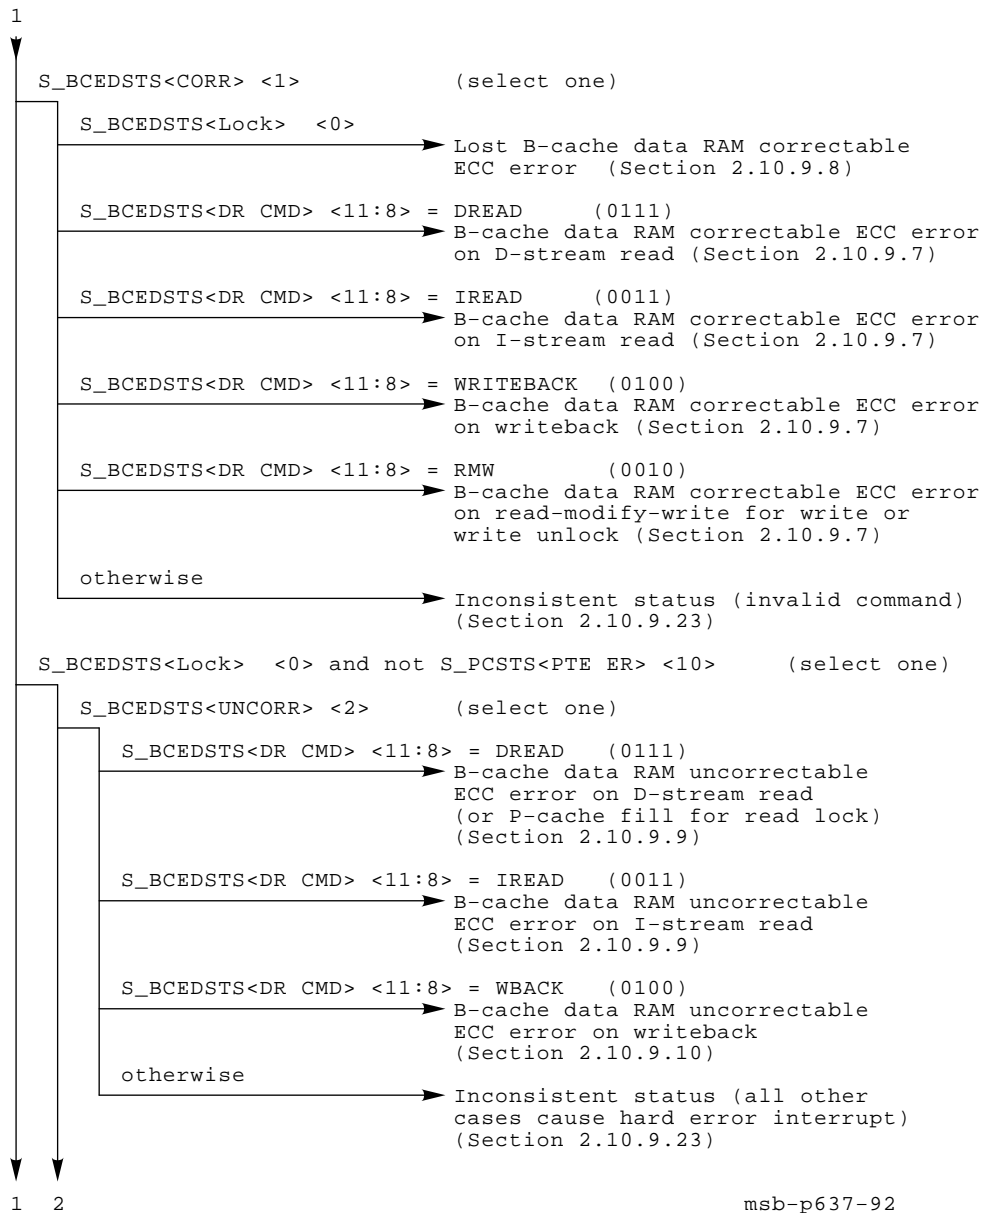 1
S_BCEDSTS<CORR> <1> (select one)
S_BCEDSTS<Lock> <0>
Lost B-cache data RAM correctable
ECC error (Section 2.10.9.8)
S_BCEDSTS<DR CMD> <11:8> = DREAD (0111)
B-cache data RAM correctable ECC error
on D-stream read (Section 2.10.9.7)
S_BCEDSTS<DR CMD> <11:8> = IREAD (0011)
B-cache data RAM correctable ECC error
on I-stream read (Section 2.10.9.7)
S_BCEDSTS<DR CMD> <11:8> = WRITEBACK (0100)
B-cache data RAM correctable ECC error
on writeback (Section 2.10.9.7)
S_BCEDSTS<DR CMD> <11:8> = RMW (0010)
B-cache data RAM correctable ECC error
on read-modify-write for write or
write unlock (Section 2.10.9.7)
otherwise
Inconsistent status (invalid command)
(Section 2.10.9.23)
S_BCEDSTS<Lock> <0> and not S_PCSTS<PTE ER> <10> (select one)
S_BCEDSTS<UNCORR> <2> (select one)
S_BCEDSTS<DR CMD> <11:8> = DREAD (0111)
B-cache data RAM uncorrectable
ECC error on D-stream read
(or P-cache fill for read lock)
(Section 2.10.9.9)
S_BCEDSTS<DR CMD> <11:8> = IREAD (0011)
B-cache data RAM uncorrectable
ECC error on I-stream read
(Section 2.10.9.9)
S_BCEDSTS<DR CMD> <11:8> = WBACK (0100)
B-cache data RAM uncorrectable
ECC error on writeback
(Section 2.10.9.10)
otherwise
Inconsistent status (all other
cases cause hard error interrupt)
(Section 2.10.9.23)
1 2 msb-p637-92